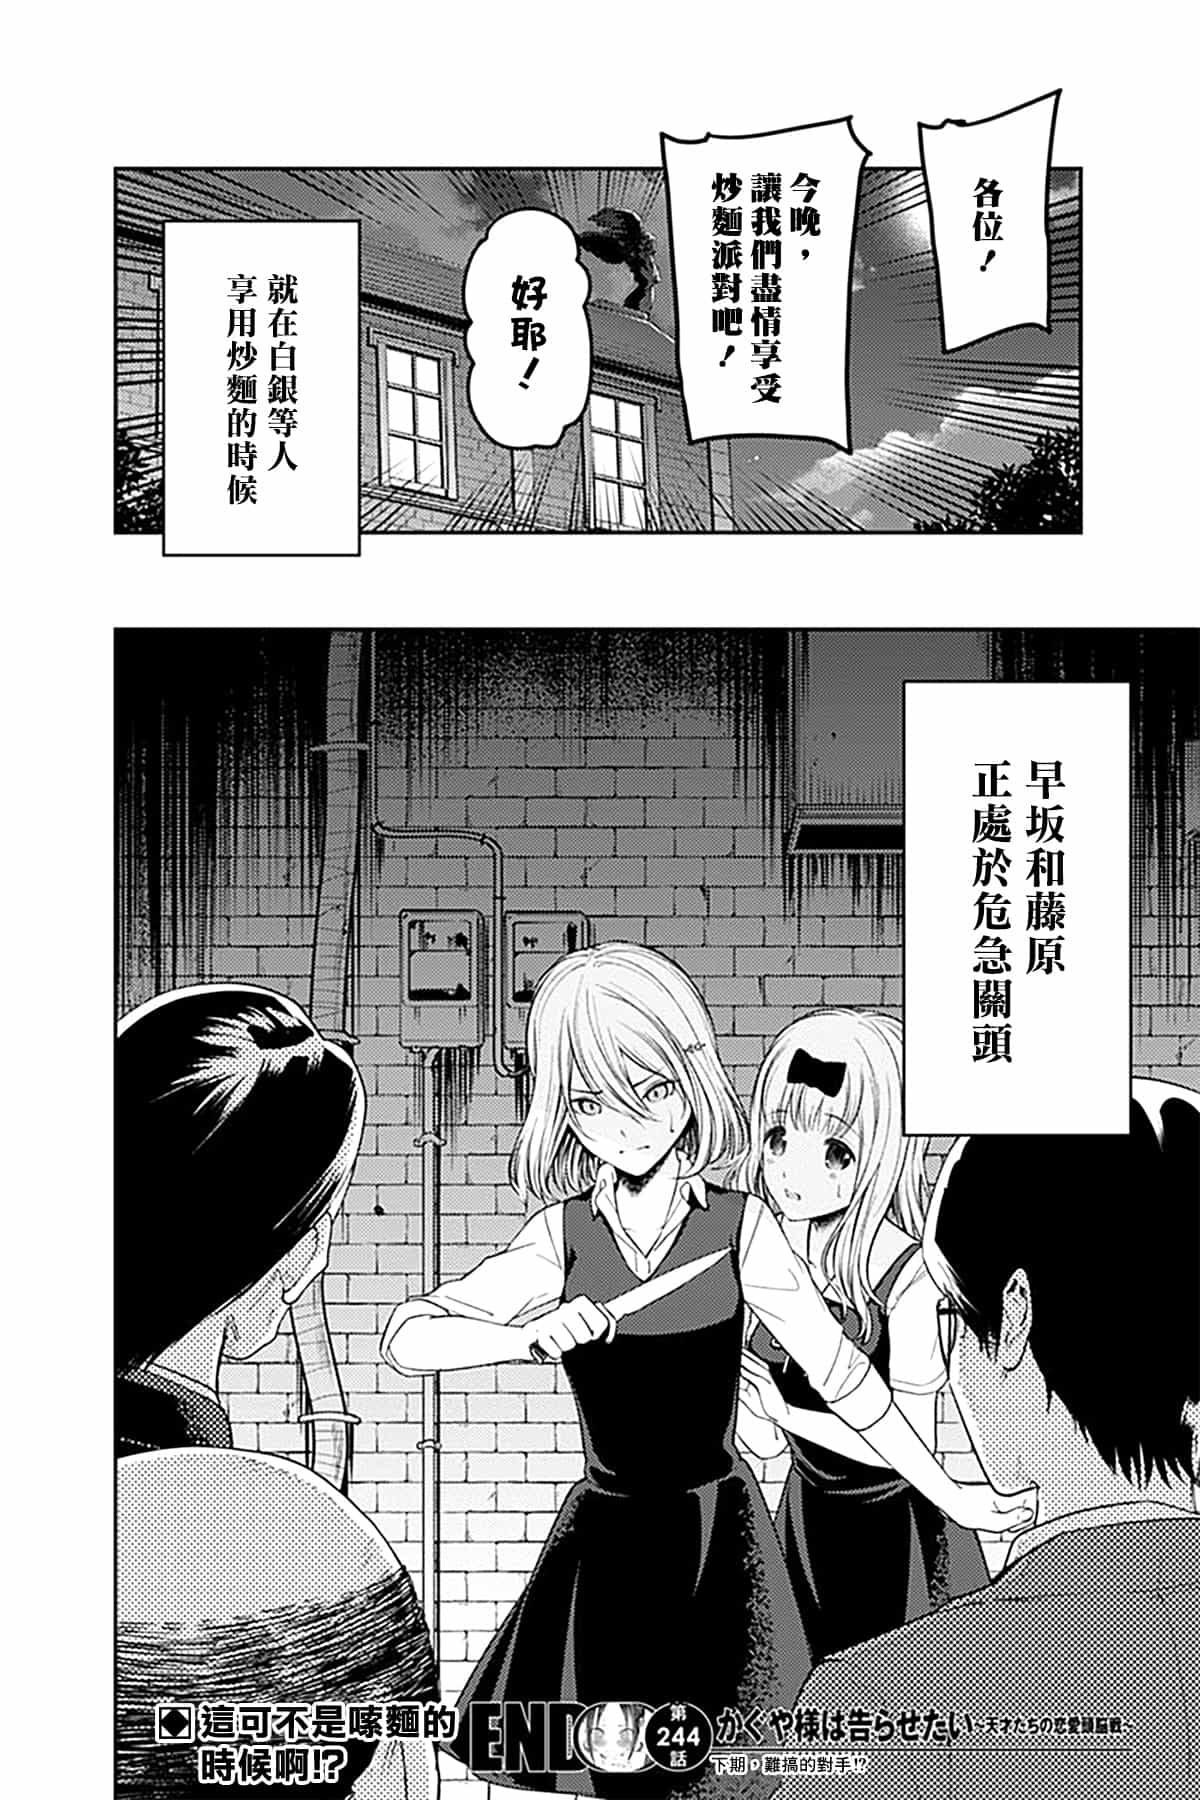 各位！
今晚，
讓我們盡情享受
炒麵派對吧！
好耶！
就在白銀等人
享用炒麵的時候
早坂和藤原
正處於危急關頭
這可不是嗦麵的
時候啊!?
END
第
244
話
かぐや様は告らせたい～天才たちの恋愛頭脳戦～
下期，難搞的對手!?